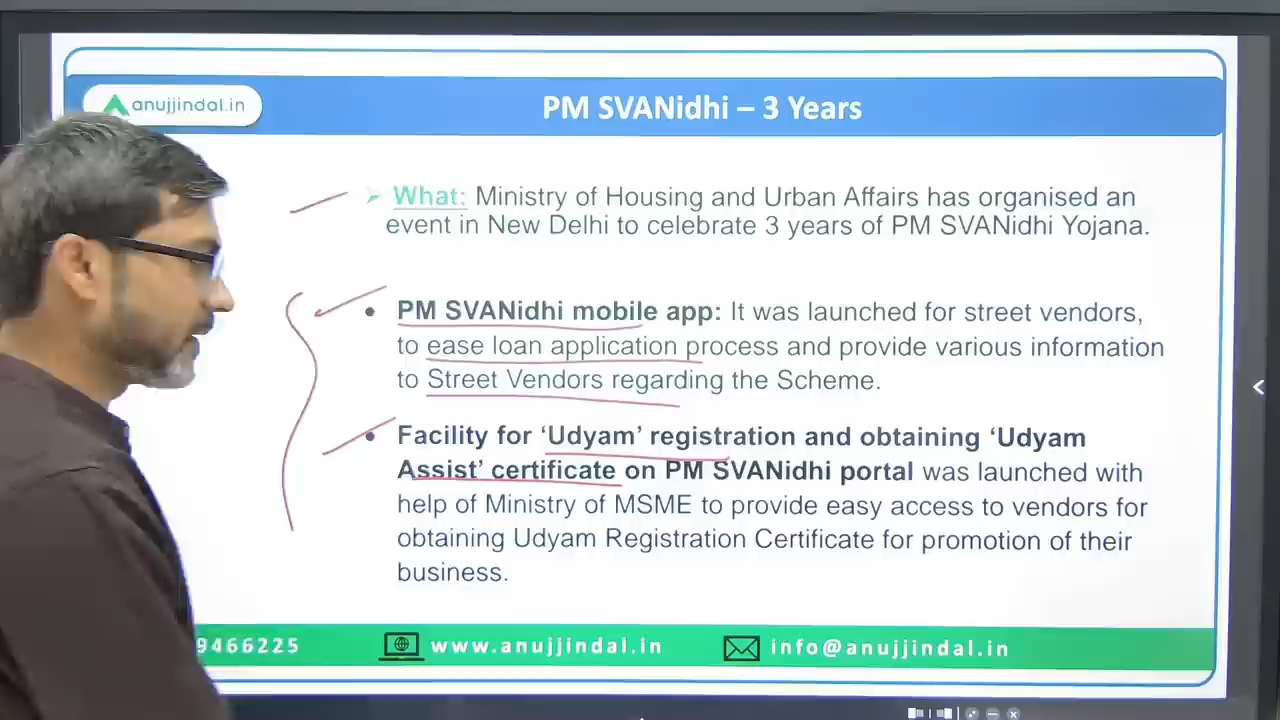 anujjindal.in
PM SVANidhi – 3 Years
What: Ministry of Housing and Urban Affairs has organised an
event in New Delhi to celebrate 3 years of PM SVANidhi Yojana.
PM SVANidhi mobile app: It was launched for street vendors,
to ease loan application process and provide various information
to Street Vendors regarding the Scheme.
Facility for ‘Udyam’ registration and obtaining ‘Udyam
Assist’ certificate on PM SVANidhi portal was launched with
help of Ministry of MSME to provide easy access to vendors for
obtaining Udyam Registration Certificate for promotion of their
business.
9466225 www.anujjindal.in info@anujjindal.in